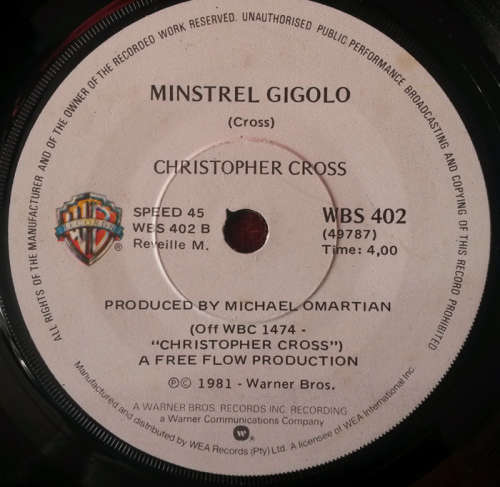 ALL RIGHTS OF THE MANUFACTURER AND OF THE OWNER OF THE RECORDED WORK RESERVED. UNAUTHORISED PUBLIC PERFORMANCE BROADCASTING AND COPYING OF THIS RECORD PROHIBITED
MINSTREL GIGOLO
(Cross)
CHRISTOPHER CROSS
WB
RECORDS
®
SPEED 45
WBS 402 B
Reveille M.
WBS 402
(49787)
Time: 4,00
PRODUCED BY MICHAEL OMARTIAN
(Off WBC 1474 -
"CHRISTOPHER CROSS")
A FREE FLOW PRODUCTION
℗© 1981 - Warner Bros.
A WARNER BROS. RECORDS INC. RECORDING
a Warner Communications Company
Manufactured and distributed by WEA Records (Pty) Ltd. A licensee of WEA International Inc.